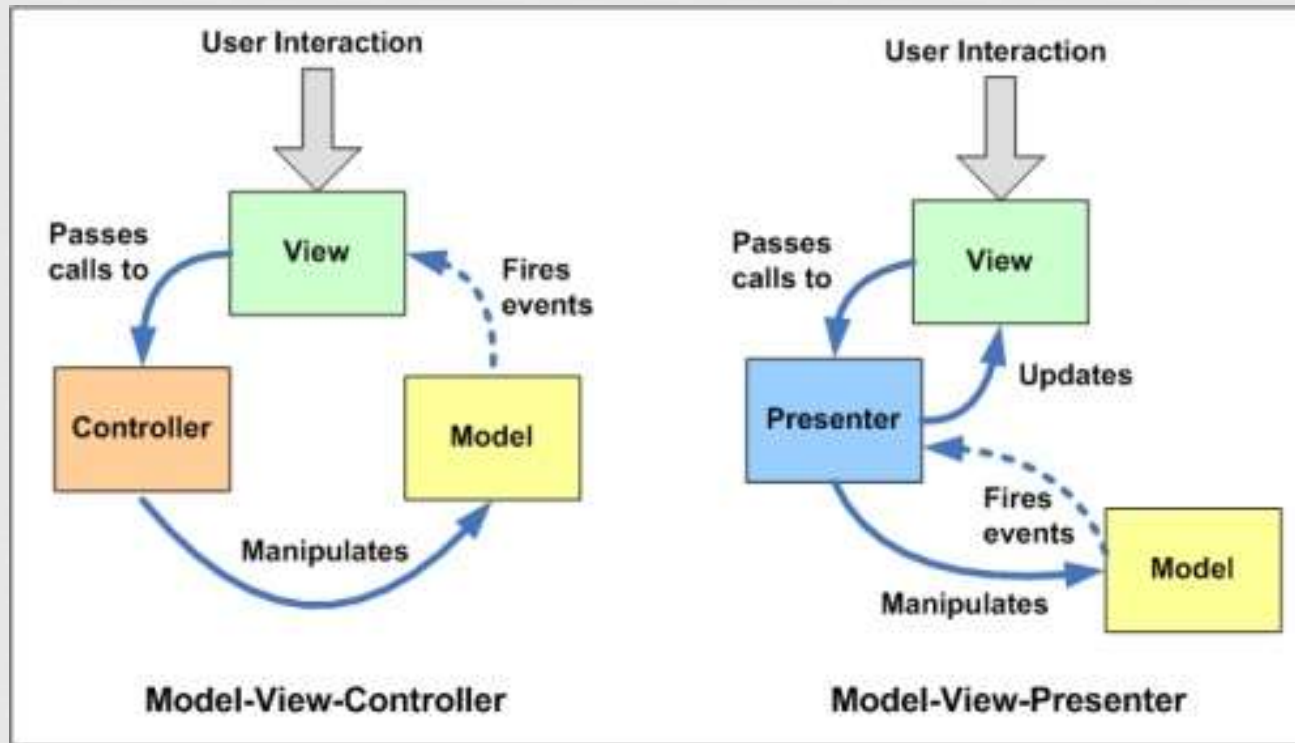 User Interaction
Passes
calls to
View
Fires
events
Controller
Model
Manipulates
Model-View-Controller
User Interaction
Passes
calls to
View
Updates
Presenter
Fires
events
Model
Manipulates
Model-View-Presenter